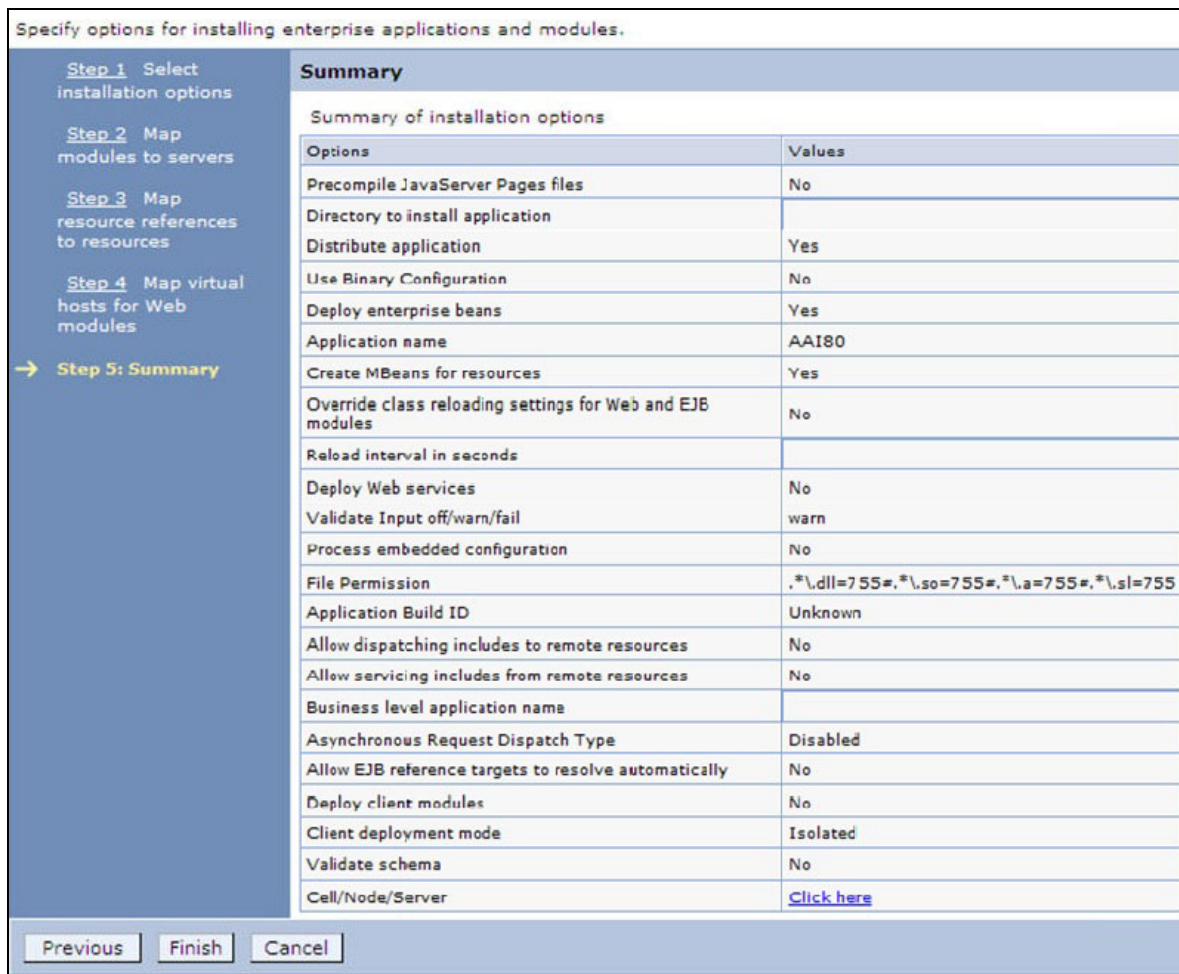 Specify options for installing enterprise applications and modules.
Step 1 Select
installation options
Step 2 Map
modules to servers
Step 3 Map
resource references
to resources
Step 4 Map virtual
hosts for Web
modules
→ Step 5: Summary
Summary
Summary of installation options
Options Values
Precompile JavaServer Pages files No
Directory to install application
Distribute application Yes
Use Binary Configuration No
Deploy enterprise beans Yes
Application name AAI80
Create MBeans for resources Yes
Override class reloading settings for Web and EJB
modules No
Reload interval in seconds
Deploy Web services No
Validate Input off/warn/fail warn
Process embedded configuration No
File Permission .*\.dll=755#.*\.so=755#.*\.a=755#.*\.sl=755
Application Build ID Unknown
Allow dispatching includes to remote resources No
Allow servicing includes from remote resources No
Business level application name
Asynchronous Request Dispatch Type Disabled
Allow EJB reference targets to resolve automatically No
Deploy client modules No
Client deployment mode Isolated
Validate schema No
Cell/Node/Server Click here
Previous Finish Cancel